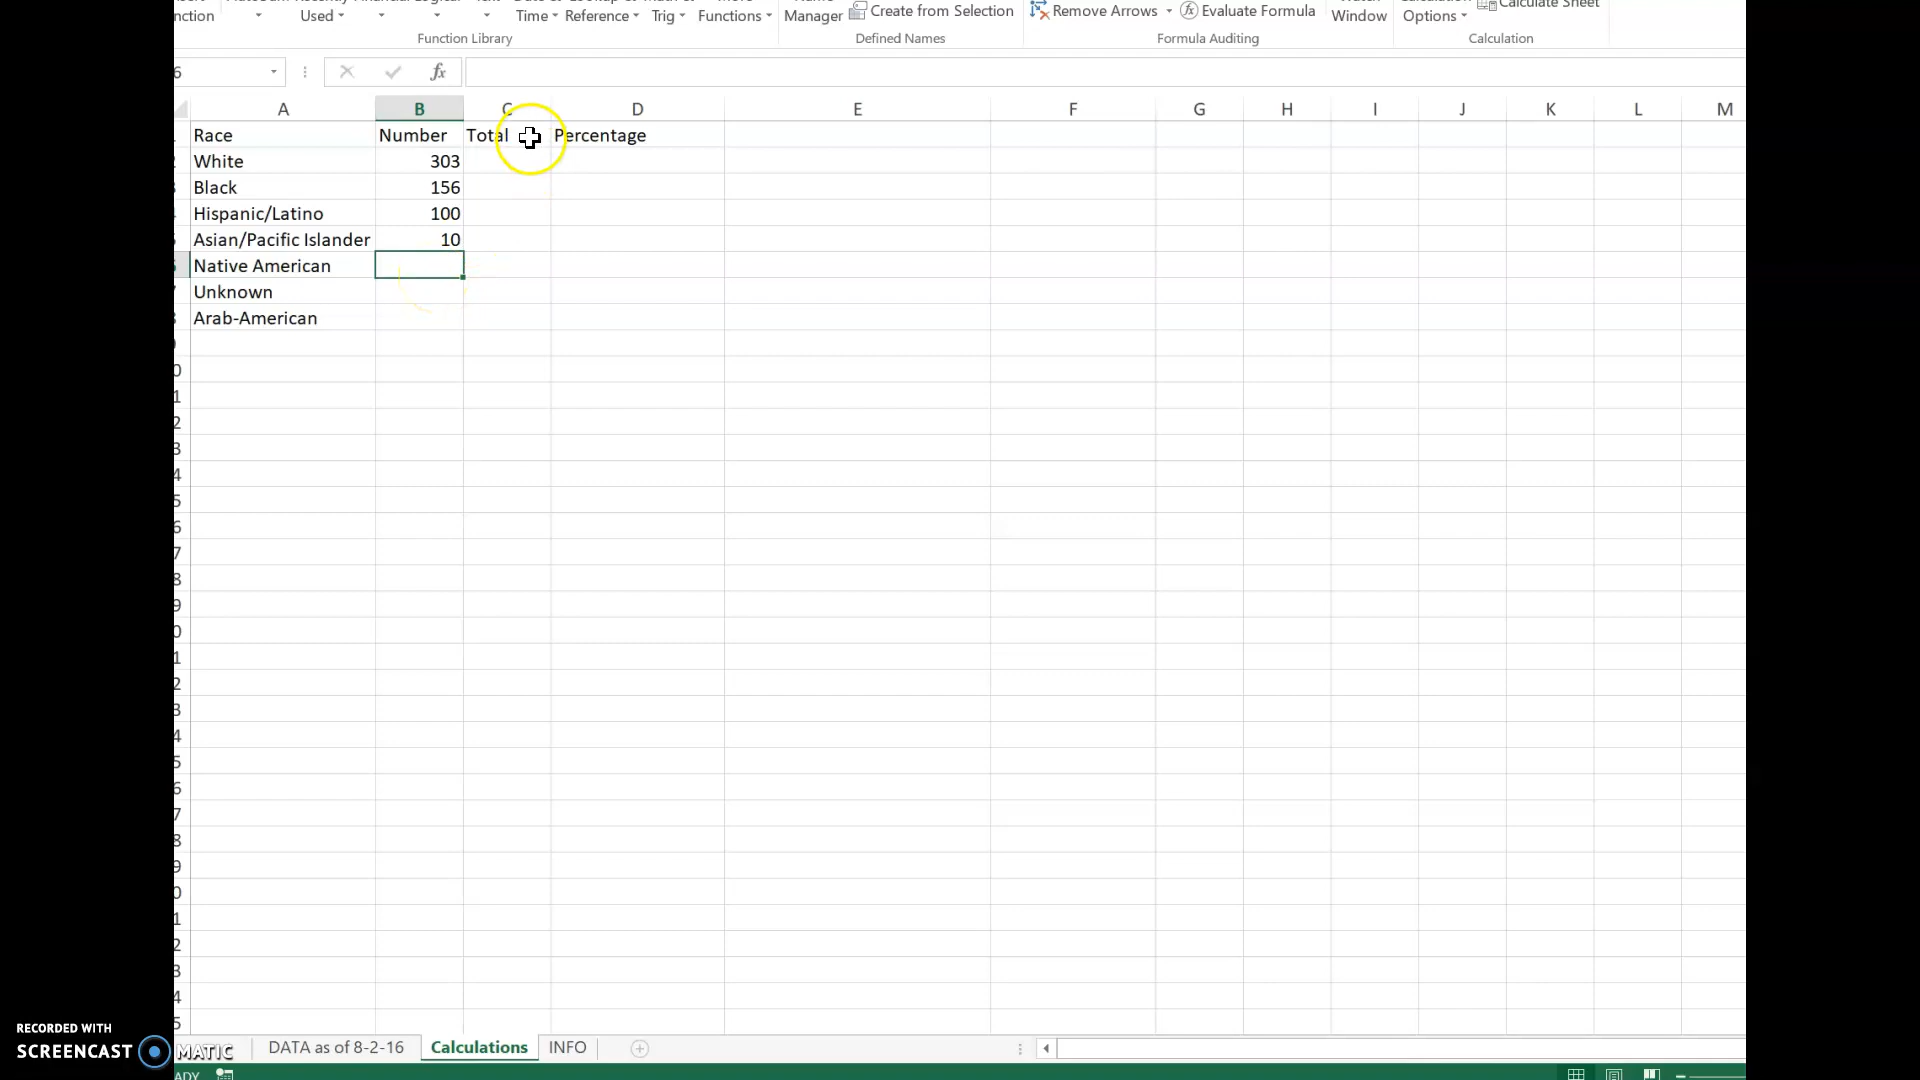 nction
Used
Time
Reference
Trig
Functions
Manager
Create from Selection
Remove Arrows
Evaluate Formula
Window
Options
Calculate Sheet
Function Library
Defined Names
Formula Auditing
Calculation
6
fx
A B C D E F G H I J K L M
Race Number Total Percentage
White 303
Black 156
Hispanic/Latino 100
Asian/Pacific Islander 10
Native American
Unknown
Arab-American
RECORDED WITH
SCREENCAST MATIC
DATA as of 8-2-16 Calculations INFO